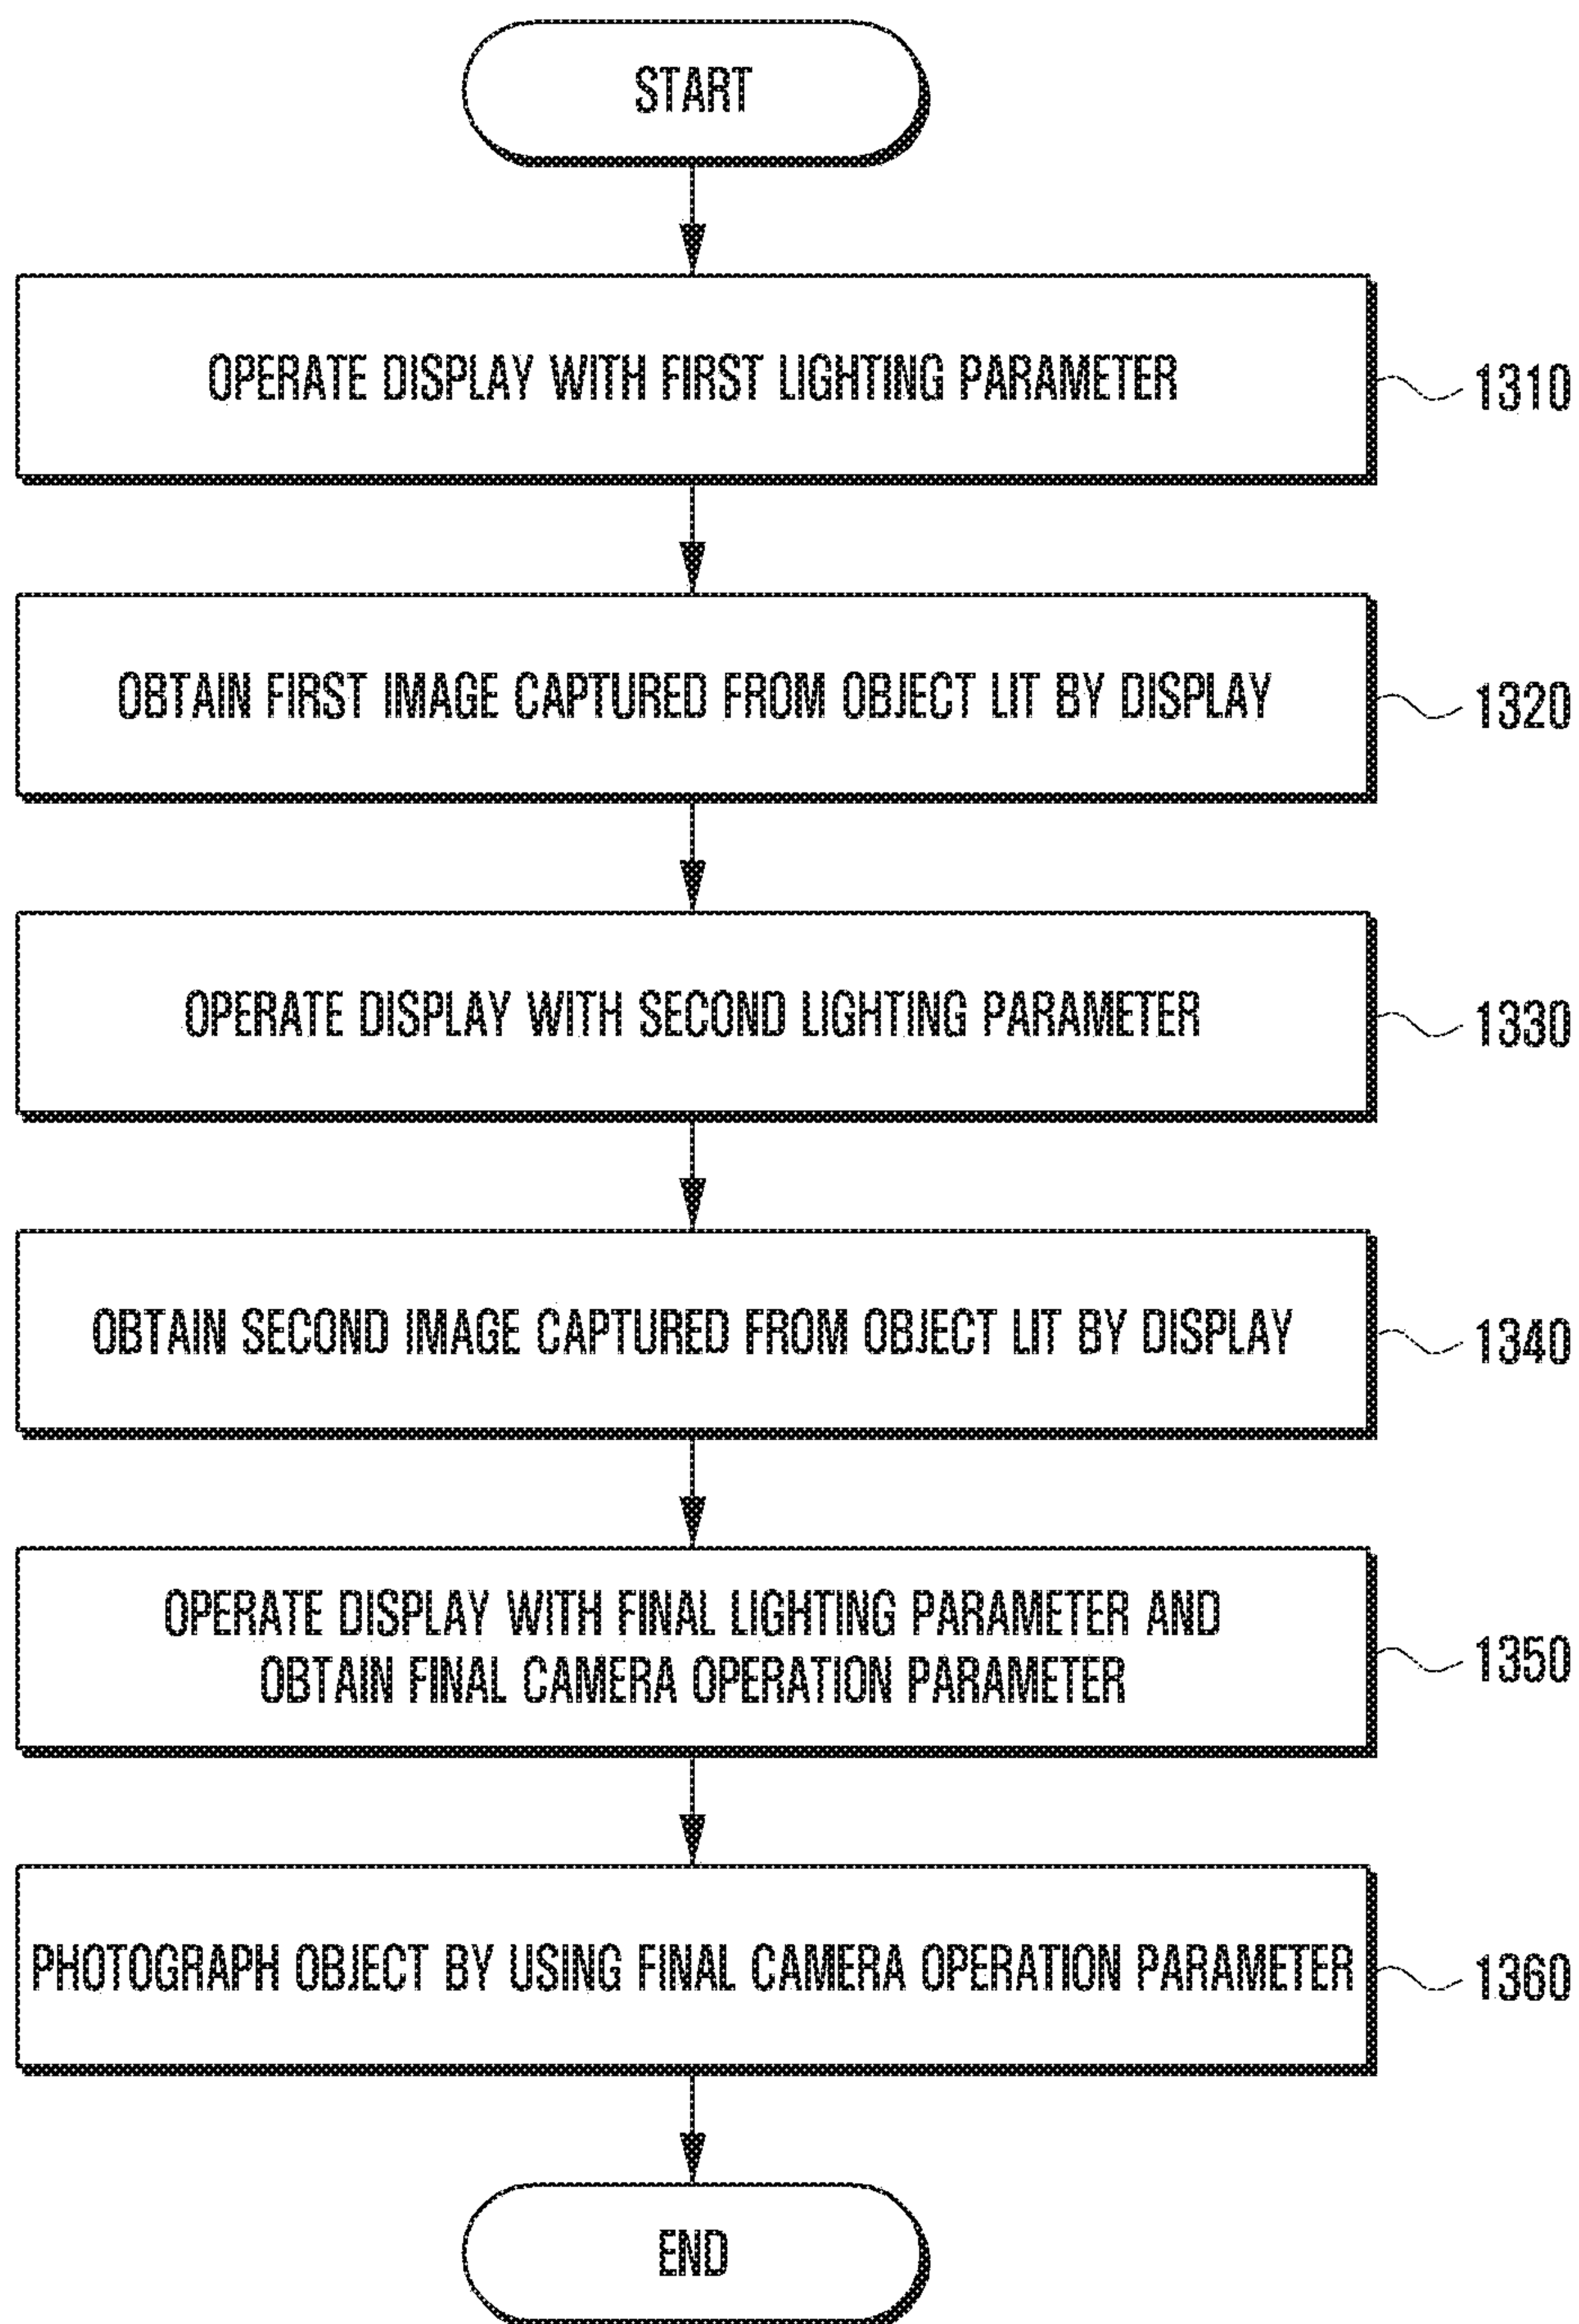 START
OPERATE DISPLAY WITH FIRST LIGHTING PARAMETER
1310
OBTAIN FIRST IMAGE CAPTURED FROM OBJECT LIT BY DISPLAY
1320
OPERATE DISPLAY WITH SECOND LIGHTING PARAMETER
1330
OBTAIN SECOND IMAGE CAPTURED FROM OBJECT LIT BY DISPLAY
1340
OPERATE DISPLAY WITH FINAL LIGHTING PARAMETER AND
OBTAIN FINAL CAMERA OPERATION PARAMETER
1350
PHOTOGRAPH OBJECT BY USING FINAL CAMERA OPERATION PARAMETER
1360
END